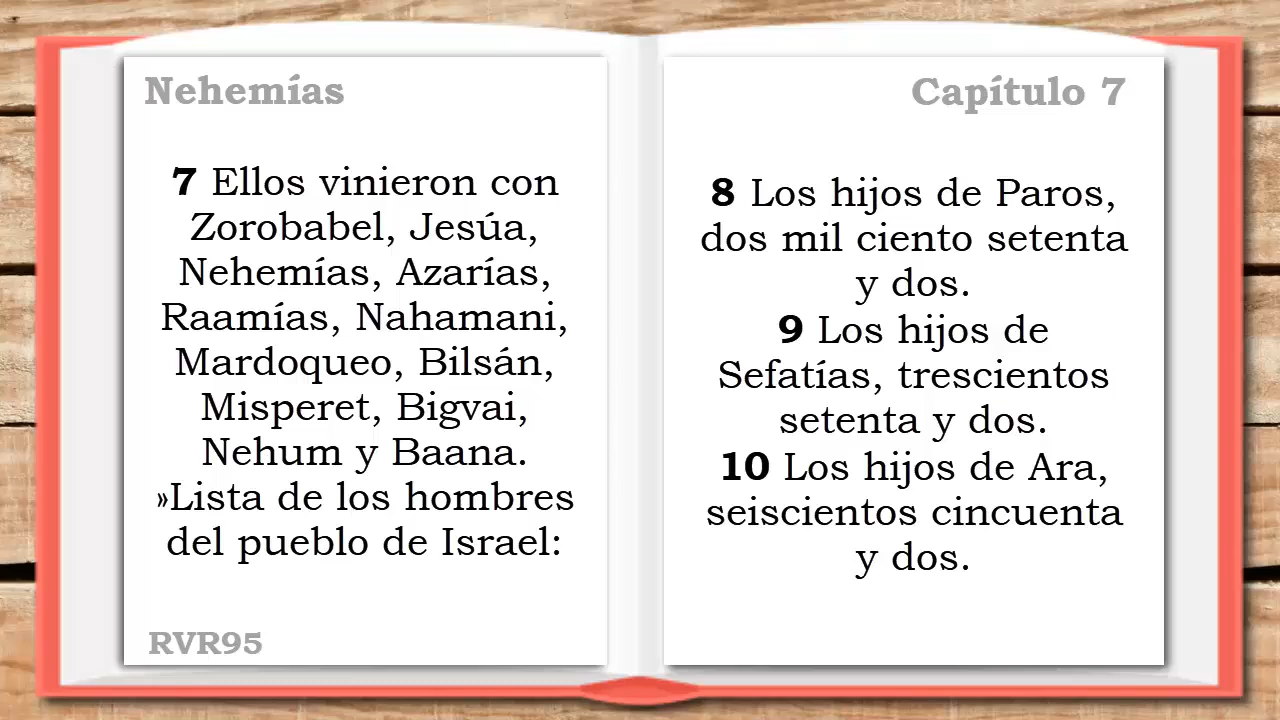 Nehemías
7 Ellos vinieron con
Zorobabel, Jesúa,
Nehemías, Azarías,
Raamías, Nahamani,
Mardoqueo, Bilsán,
Misperet, Bigvai,
Nehum y Baana.
»Lista de los hombres
del pueblo de Israel:
RVR95
Capítulo 7
8 Los hijos de Paros,
dos mil ciento setenta
y dos.
9 Los hijos de
Sefatías, trescientos
setenta y dos.
10 Los hijos de Ara,
seiscientos cincuenta
y dos.